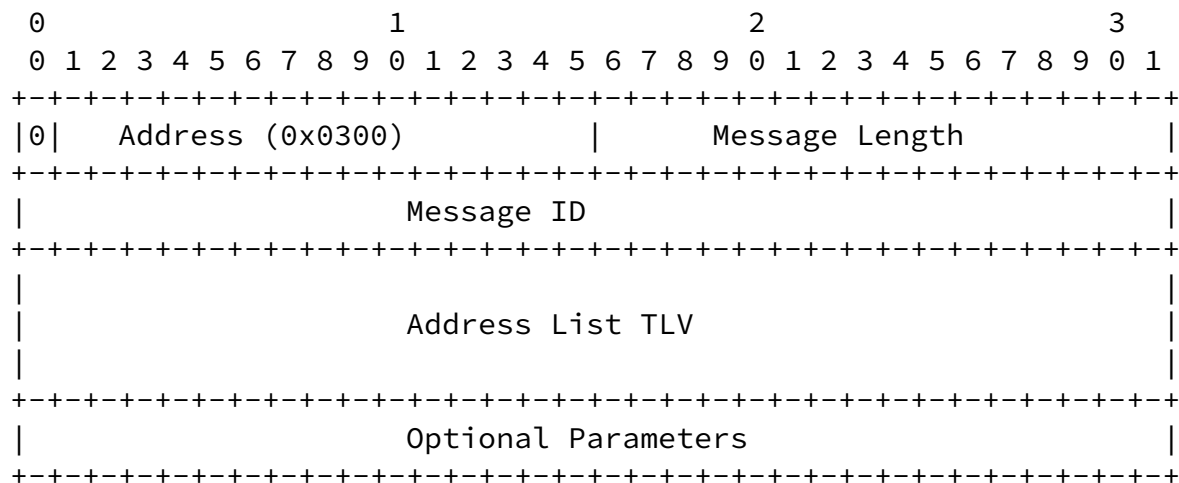 0                   1                   2                   3
 0 1 2 3 4 5 6 7 8 9 0 1 2 3 4 5 6 7 8 9 0 1 2 3 4 5 6 7 8 9 0 1
+-+-+-+-+-+-+-+-+-+-+-+-+-+-+-+-+-+-+-+-+-+-+-+-+-+-+-+-+-+-+-+-+
|0|   Address (0x0300)          |      Message Length           |
+-+-+-+-+-+-+-+-+-+-+-+-+-+-+-+-+-+-+-+-+-+-+-+-+-+-+-+-+-+-+-+-+
|                     Message ID                                |
+-+-+-+-+-+-+-+-+-+-+-+-+-+-+-+-+-+-+-+-+-+-+-+-+-+-+-+-+-+-+-+-+
|                                                               |
|                     Address List TLV                          |
|                                                               |
+-+-+-+-+-+-+-+-+-+-+-+-+-+-+-+-+-+-+-+-+-+-+-+-+-+-+-+-+-+-+-+-+
|                     Optional Parameters                       |
+-+-+-+-+-+-+-+-+-+-+-+-+-+-+-+-+-+-+-+-+-+-+-+-+-+-+-+-+-+-+-+-+